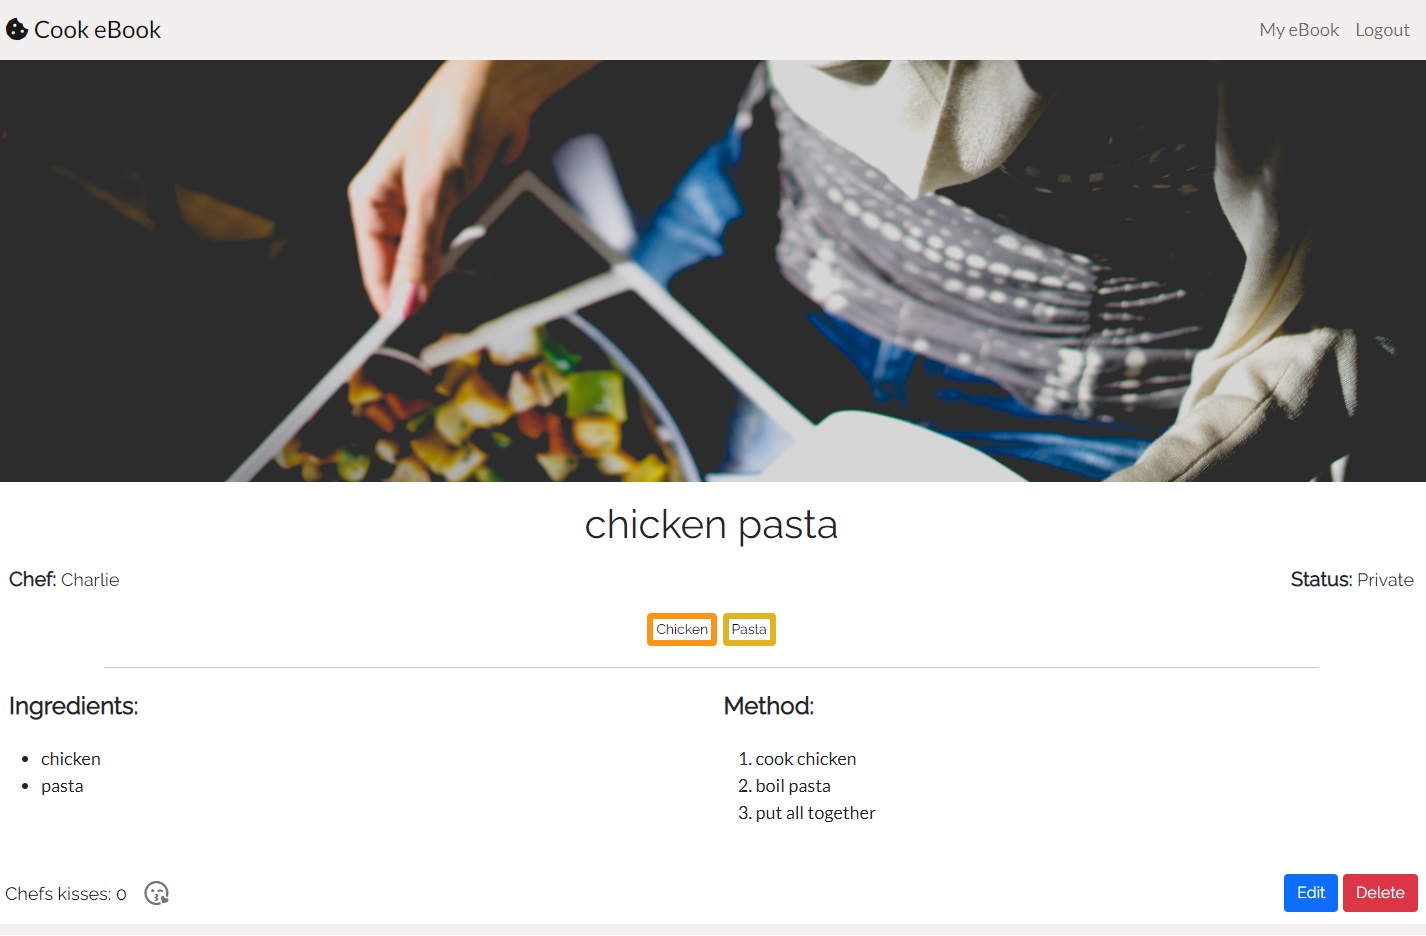 Cook eBook
My eBook Logout
chicken pasta
Chef: Charlie
Status: Private
Chicken Pasta
Ingredients:
chicken
pasta
Method:
1. cook chicken
2. boil pasta
3. put all together
Chefs kisses: 0
Edit Delete